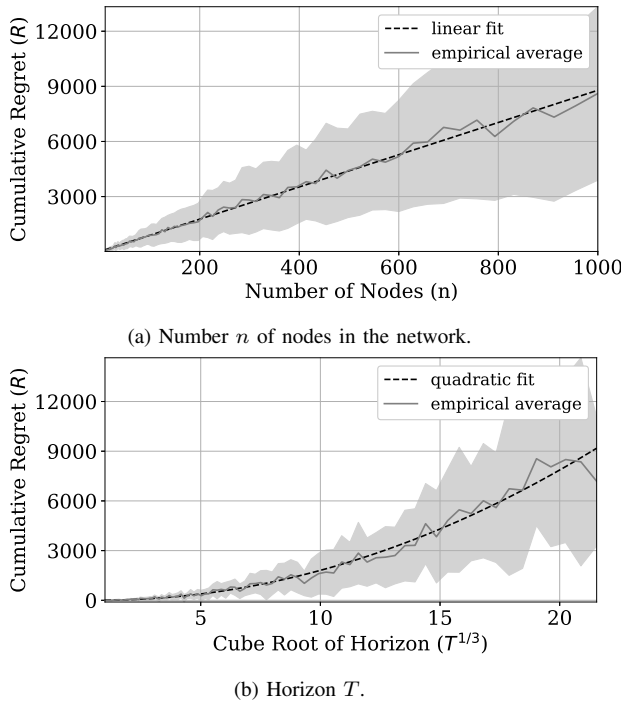 12000
9000
6000
3000
Cumulative Regret (R)
linear fit
empirical average
200 400 600 800 1000
Number of Nodes (n)
(a) Number n of nodes in the network.
12000
9000
6000
3000
0
Cumulative Regret (R)
quadratic fit
empirical average
5 10 15 20
Cube Root of Horizon (T^{1/3})
(b) Horizon T.